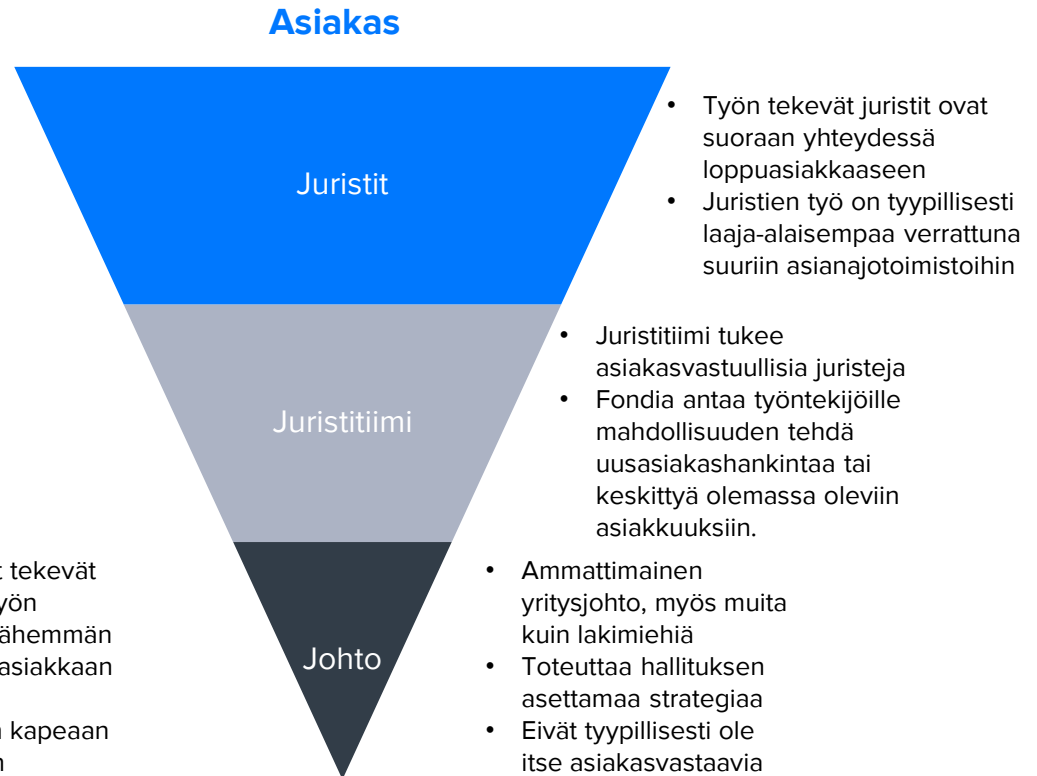 Asiakas
Juristit
• Työn tekevät juristit ovat
suoraan yhteydessä
loppuasiakkaaseen
• Juristien työ on tyypillisesti
laaja-alaisempaa verrattuna
suuriin asianajotoimistoihin
Juristitiimi
• Juristitiimi tukee
asiakasvastuullisia juristeja
• Fondia antaa työntekijöille
mahdollisuuden tehdä
uusasiakashankintaa tai
keskittyä olemassa oleviin
asiakkuuksiin.
tekevät
vähemmän
asiakkaan
kapeaan
Johto
• Ammattimainen
yritysjohto, myös muita
kuin lakimiehiä
• Toteuttaa hallituksen
asettamaa strategiaa
• Eivät tyypillisesti ole
itse asiakasvastaavia